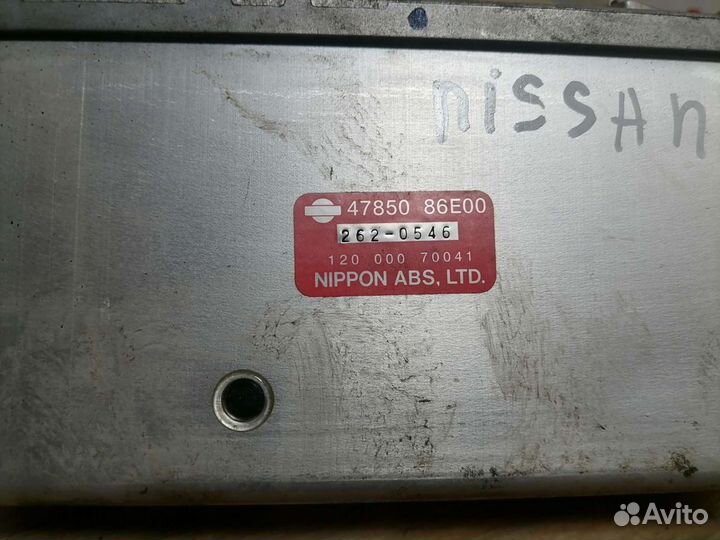 nissAn
47850 86E00
262-0546
120 000 70041
NIPPON ABS, LTD.
Avito